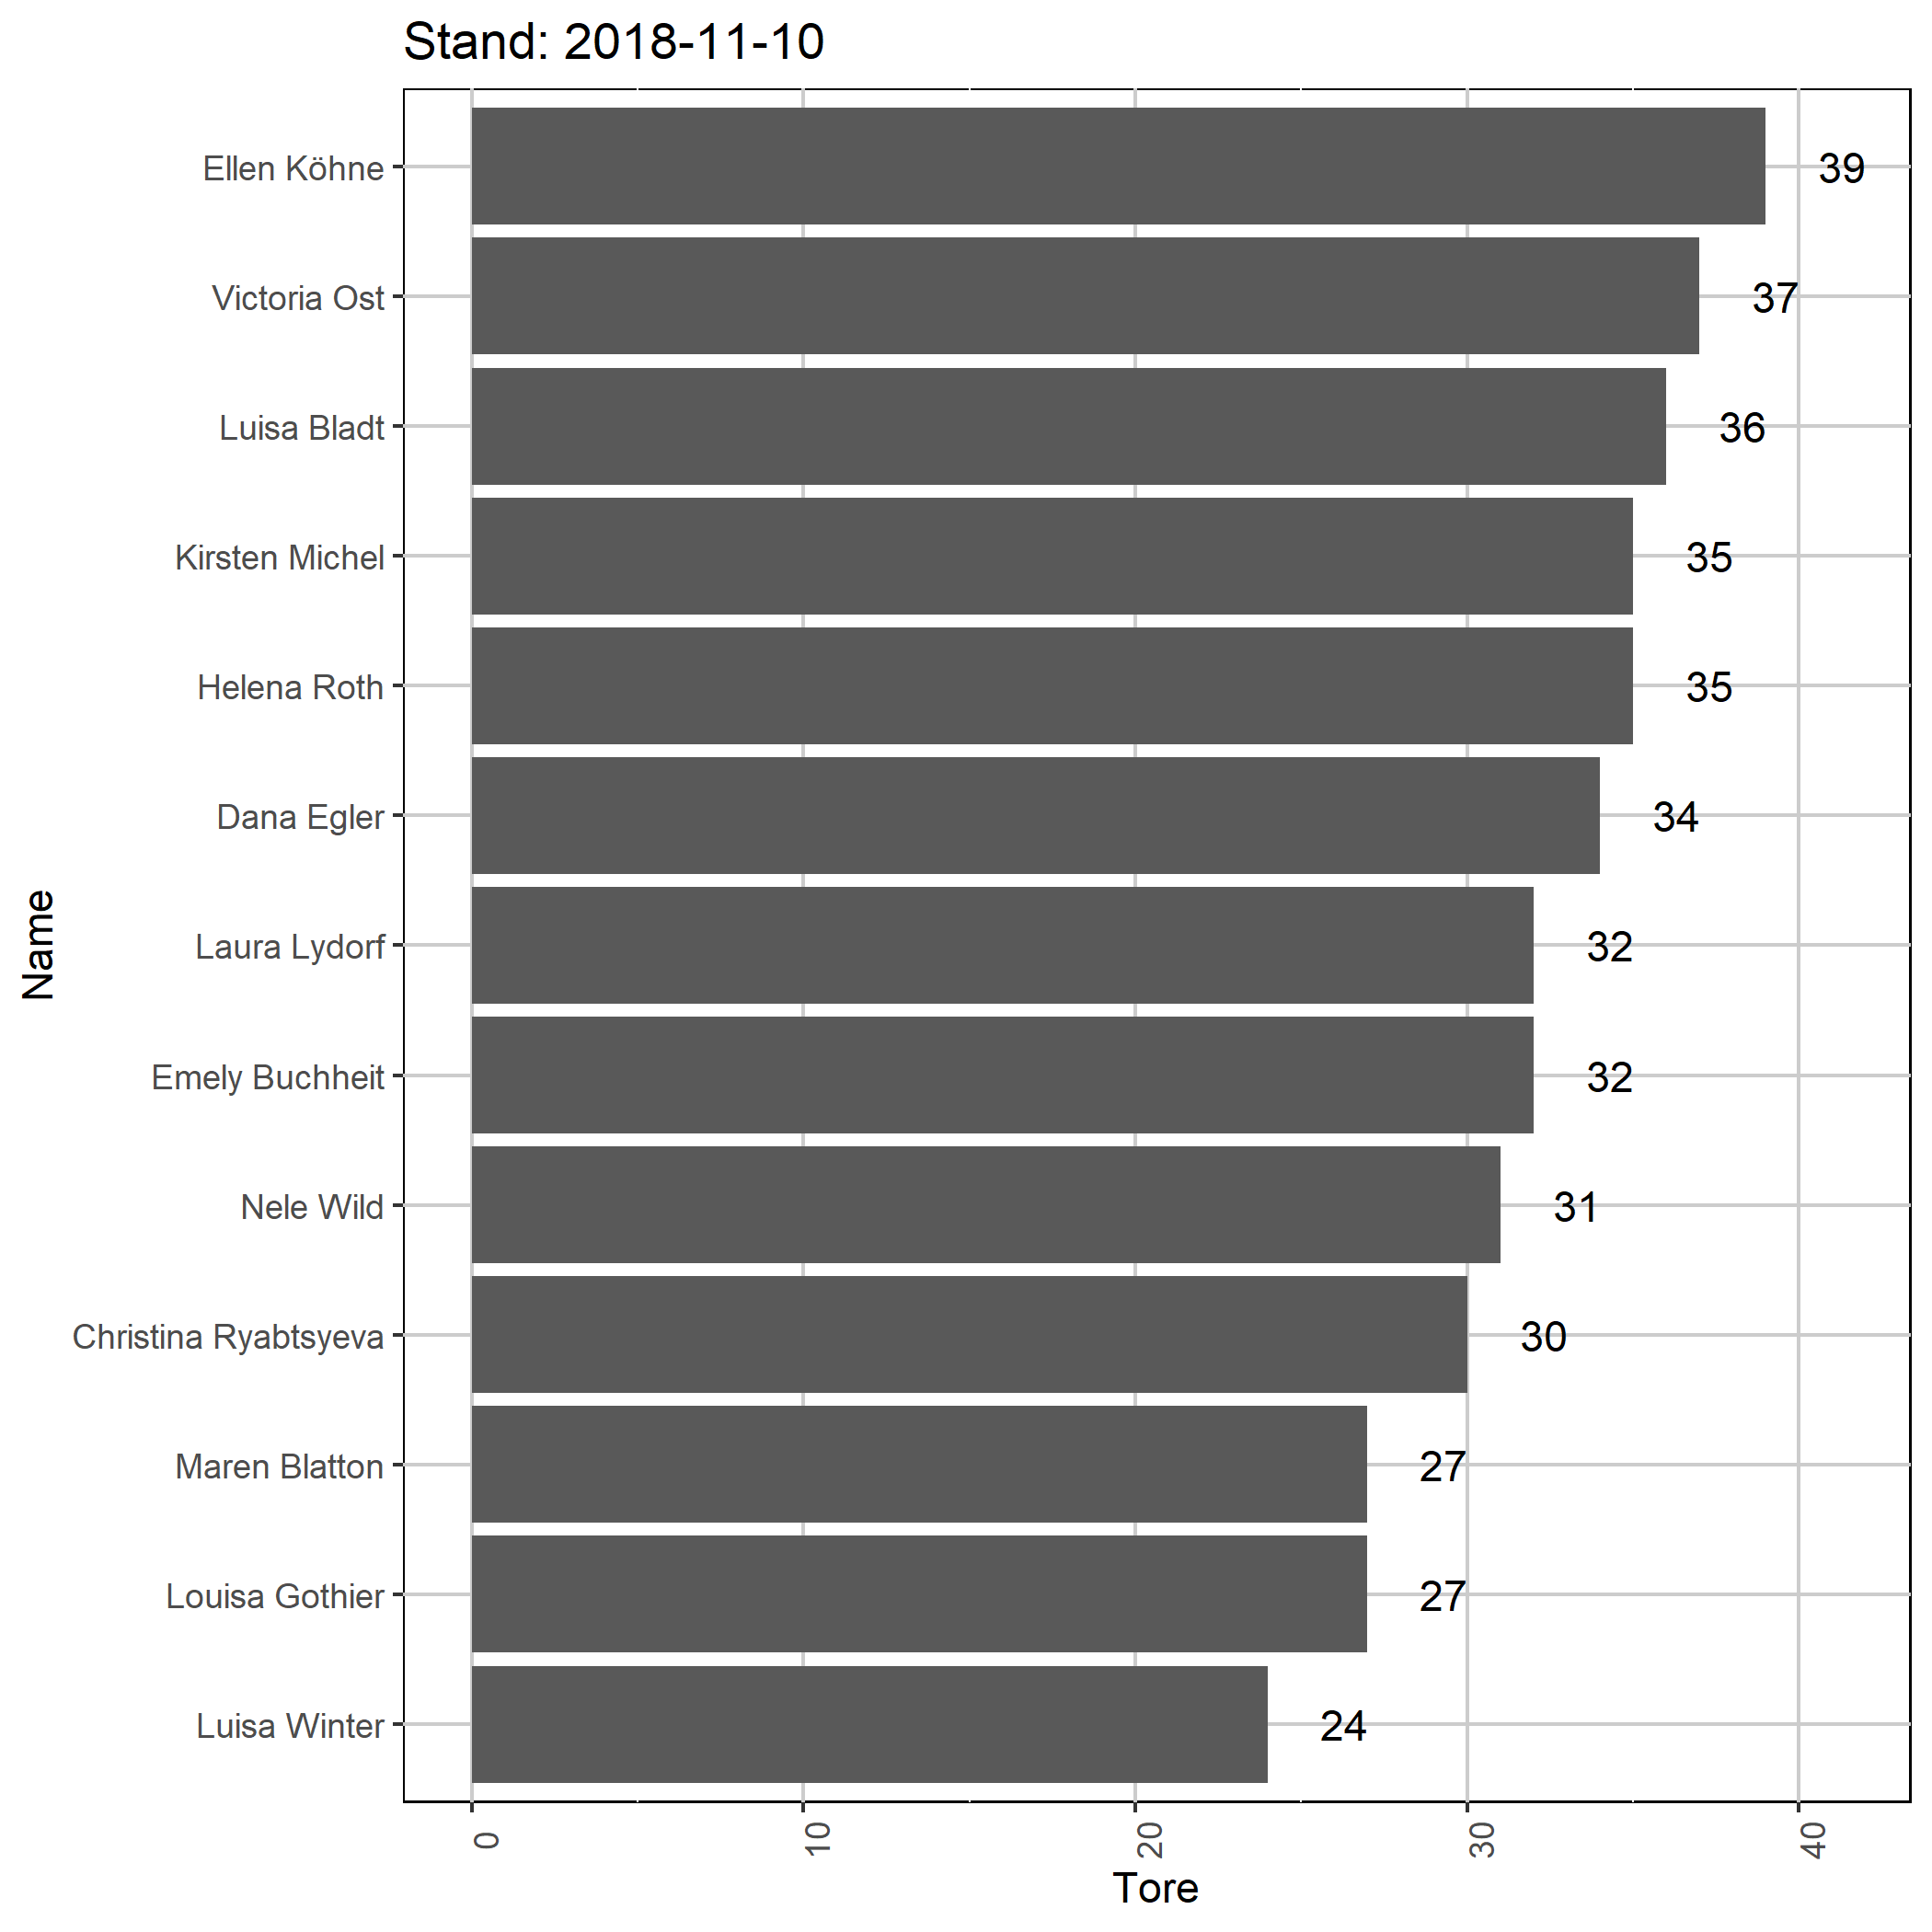 Stand: 2018-11-10
Ellen Köhne 39
Victoria Ost 37
Luisa Bladt 36
Kirsten Michel 35
Helena Roth 35
Dana Egler 34
Laura Lydorf 32
Emely Buchheit 32
Nele Wild 31
Christina Ryabtsyeva 30
Maren Blatton 27
Louisa Gothier 27
Luisa Winter 24
Name
0 10 20 30 40
Tore